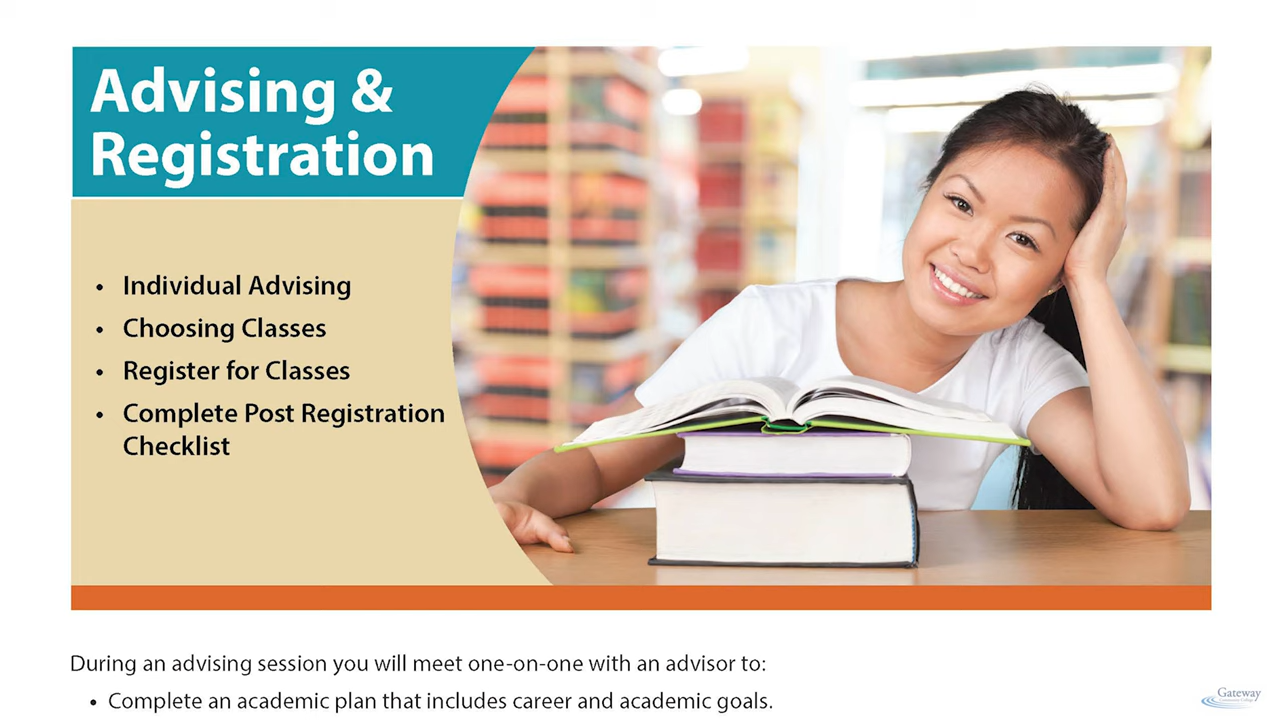 Advising &
Registration
• Individual Advising
• Choosing Classes
• Register for Classes
• Complete Post Registration
Checklist
During an advising session you will meet one-on-one with an advisor to:
• Complete an academic plan that includes career and academic goals.
Gateway
Community College